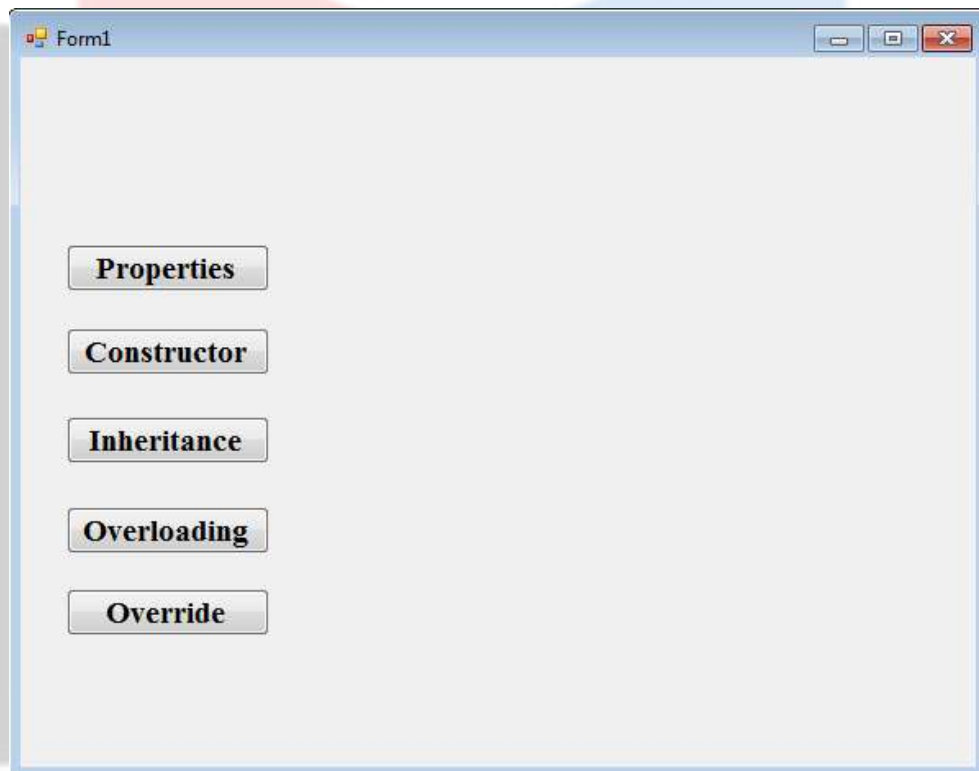 Form1
Properties
Constructor
Inheritance
Overloading
Override